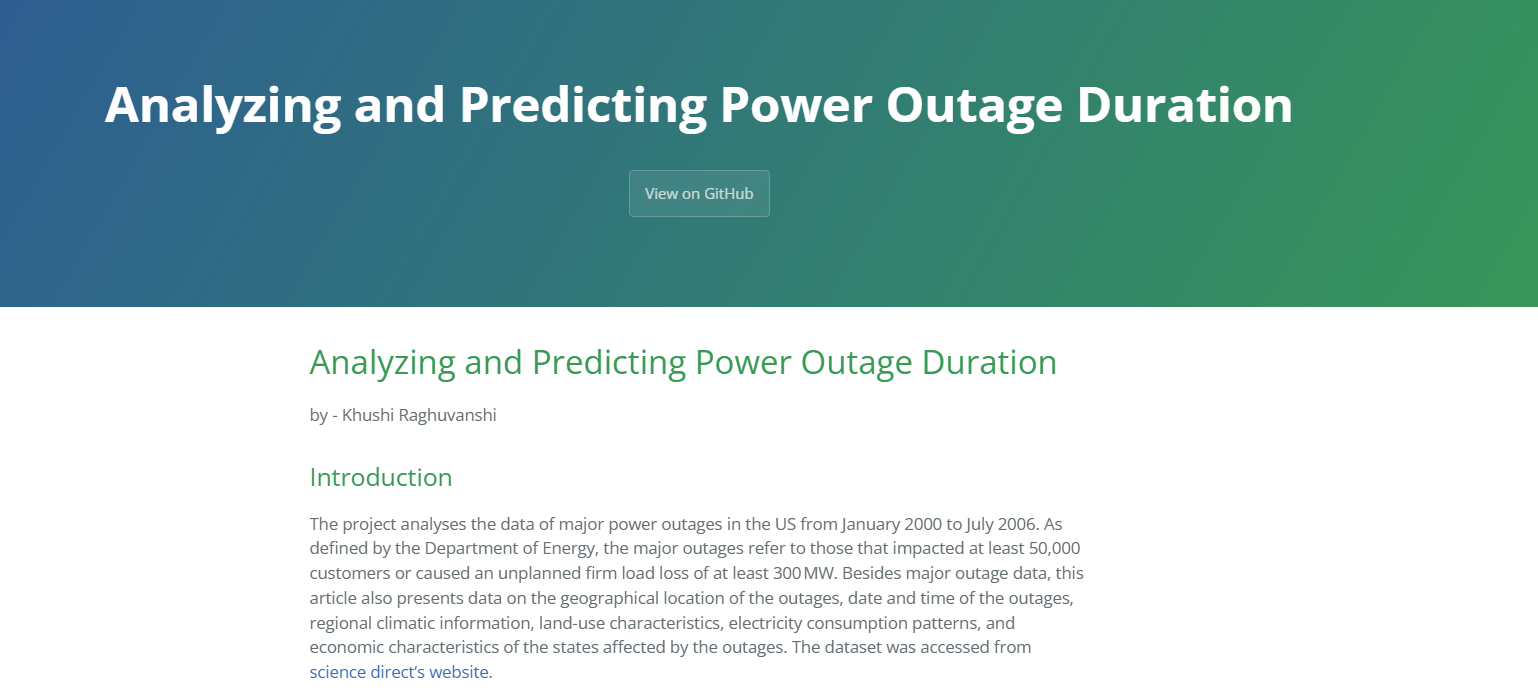 Analyzing and Predicting Power Outage Duration
View on GitHub
Analyzing and Predicting Power Outage Duration
by - Khushi Raghuvanshi
Introduction
The project analyses the data of major power outages in the US from January 2000 to July 2006. As
defined by the Department of Energy, the major outages refer to those that impacted at least 50,000
customers or caused an unplanned firm load loss of at least 300 MW. Besides major outage data, this
article also presents data on the geographical location of the outages, date and time of the outages,
regional climatic information, land-use characteristics, electricity consumption patterns, and
economic characteristics of the states affected by the outages. The dataset was accessed from
science direct’s website.